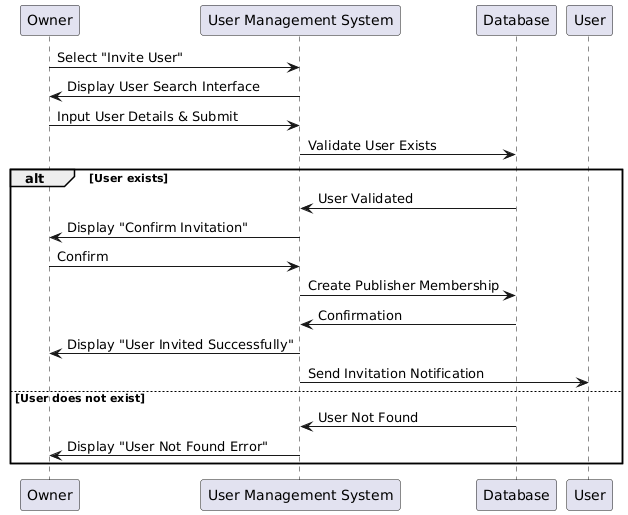 Owner User Management System Database User
Select "Invite User"
Display User Search Interface
Input User Details & Submit
Validate User Exists
alt [User exists]
User Validated
Display "Confirm Invitation"
Confirm
Create Publisher Membership
Confirmation
Display "User Invited Successfully"
Send Invitation Notification
[User does not exist]
User Not Found
Display "User Not Found Error"
Owner User Management System Database User